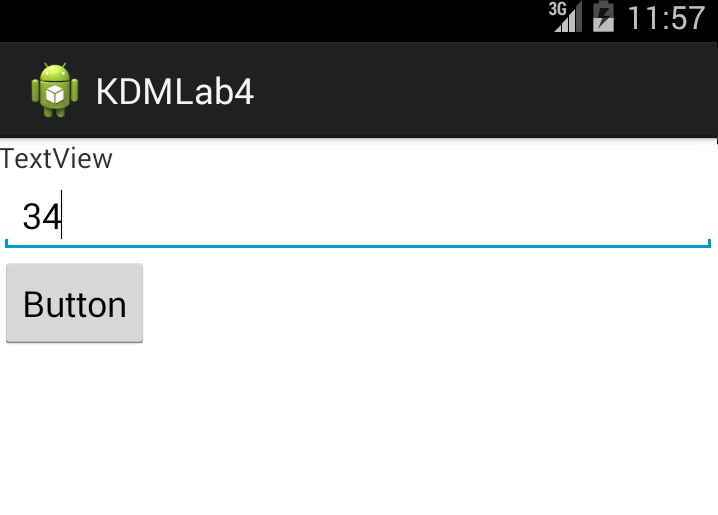 3G 11:57
KDMLab4
TextView
34
Button